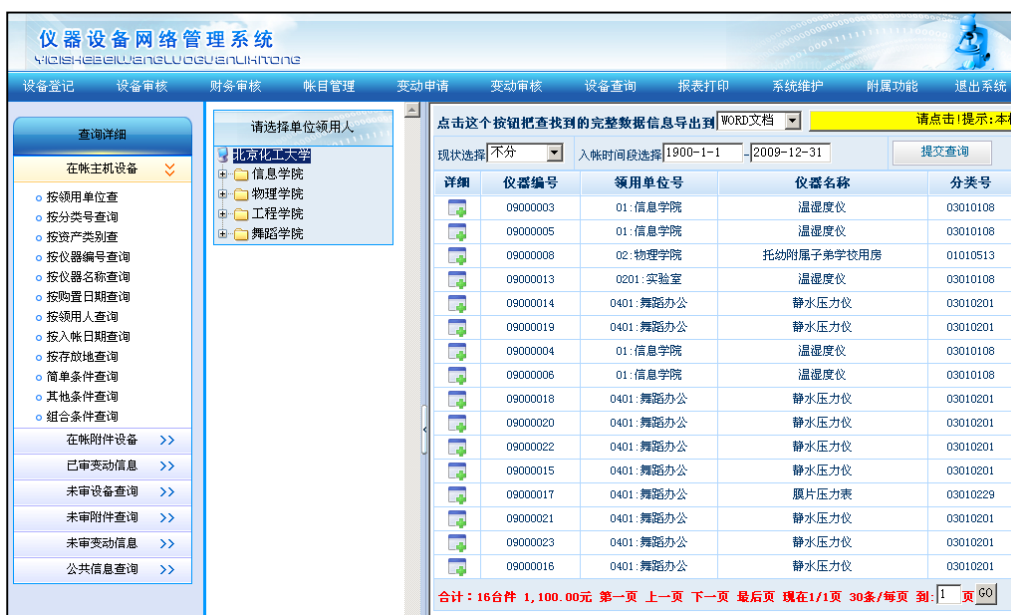 仪器设备网络管理系统
YIQISHEBEIWANGLUOGUANLIXITONG
设备登记 设备审核 财务审核 帐目管理 变动申请 变动审核 设备查询 报表打印 系统维护 附属功能 退出系统
查询详细
在帐主机设备
按领用单位查
按分类号查询
按资产类别查
按仪器编号查询
按仪器名称查询
按购置日期查询
按领用人查询
按入帐日期查询
按存放地查询
简单条件查询
其他条件查询
组合条件查询
在帐附件设备 >>
已审变动信息 >>
未审设备查询 >>
未审附件查询 >>
未审变动信息 >>
公共信息查询 >>
请选择单位领用人
北京化工大学
信息学院
物理学院
工程学院
舞蹈学院
点击这个按钮把查找到的完整数据信息导出到 WORD文档 请点击!提示:本
现状选择 不分 入帐时间段选择 1900-1-1 -2009-12-31 提交查询
详细 仪器编号 领用单位号 仪器名称 分类号
09000003 01:信息学院 温湿度仪 03010108
09000005 01:信息学院 温湿度仪 03010108
09000008 02:物理学院 托幼附属子弟学校用房 01010513
09000013 0201:实验室 温湿度仪 03010108
09000014 0401:舞蹈办公 静水压力仪 03010201
09000019 0401:舞蹈办公 静水压力仪 03010201
09000004 01:信息学院 温湿度仪 03010108
09000006 01:信息学院 温湿度仪 03010108
09000018 0401:舞蹈办公 静水压力仪 03010201
09000020 0401:舞蹈办公 静水压力仪 03010201
09000022 0401:舞蹈办公 静水压力仪 03010201
09000015 0401:舞蹈办公 静水压力仪 03010201
09000017 0401:舞蹈办公 膜片压力表 03010229
09000021 0401:舞蹈办公 静水压力仪 03010201
09000023 0401:舞蹈办公 静水压力仪 03010201
09000016 0401:舞蹈办公 静水压力仪 03010201
合计：16台件 1,100.00元 第一页 上一页 下一页 最后页 现在1/1页 30条/每页 到:1 页 GO